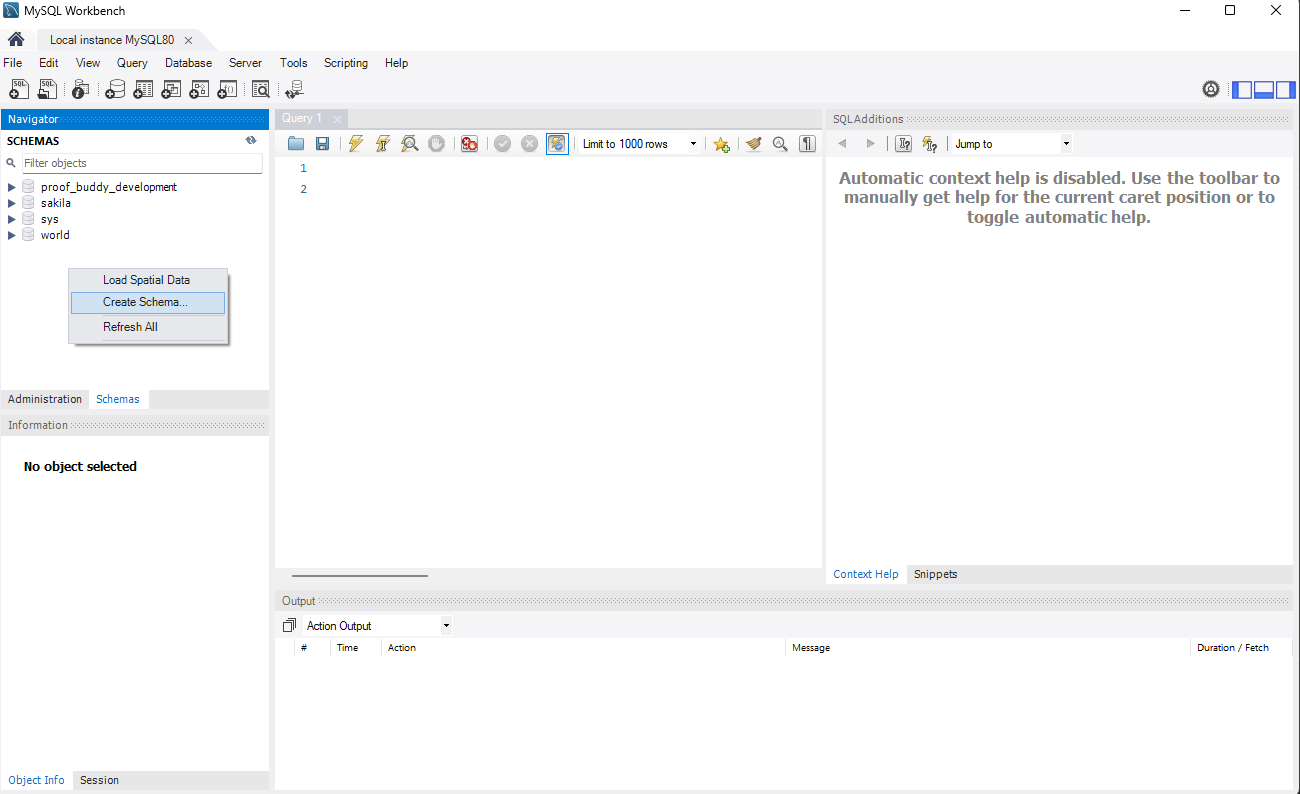 MySQL Workbench
Local instance MySQL80
File Edit View Query Database Server Tools Scripting Help
Navigator
SCHEMAS
Filter objects
proof_buddy_development
sakila
sys
world
Load Spatial Data
Create Schema...
Refresh All
Administration Schemas
Information
No object selected
Object Info Session
Query 1
Limit to 1000 rows
1
2
SQLAdditions
Jump to
Automatic context help is disabled. Use the toolbar to
manually get help for the current caret position or to
toggle automatic help.
Context Help Snippets
Output
Action Output
# Time Action Message Duration / Fetch